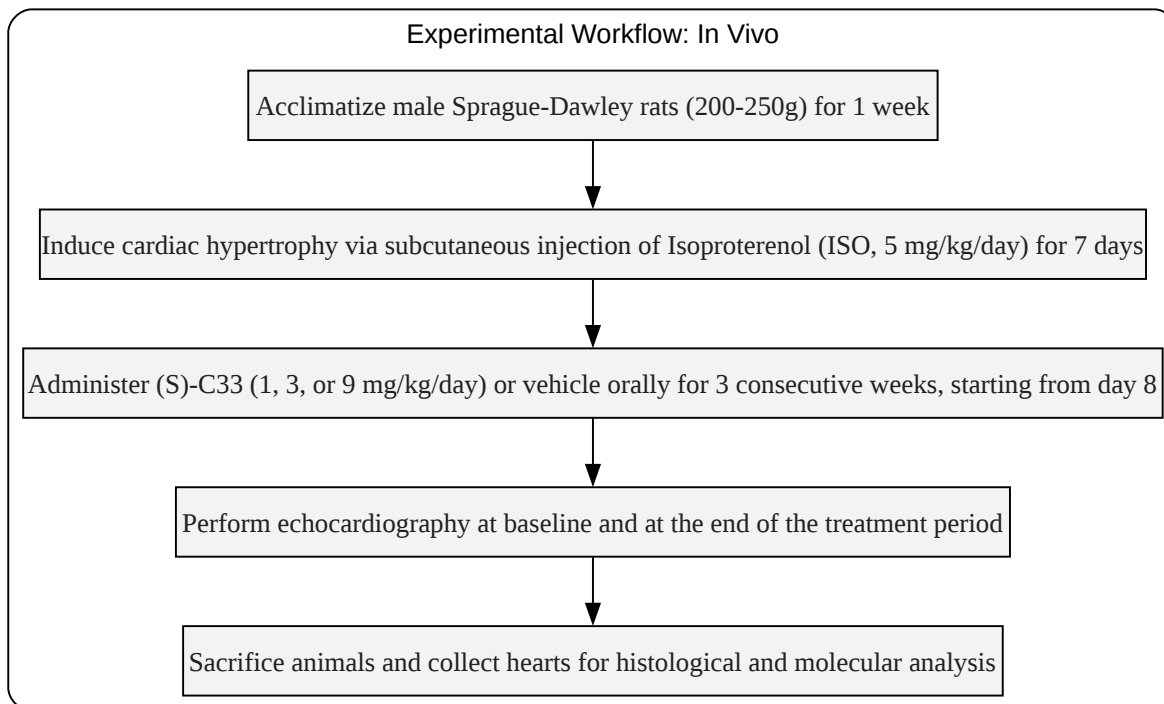 Experimental Workflow: In Vivo
Acclimatize male Sprague-Dawley rats (200-250g) for 1 week
Induce cardiac hypertrophy via subcutaneous injection of Isoproterenol (ISO, 5 mg/kg/day) for 7 days
Administer (S)-C33 (1, 3, or 9 mg/kg/day) or vehicle orally for 3 consecutive weeks, starting from day 8
Perform echocardiography at baseline and at the end of the treatment period
Sacrifice animals and collect hearts for histological and molecular analysis